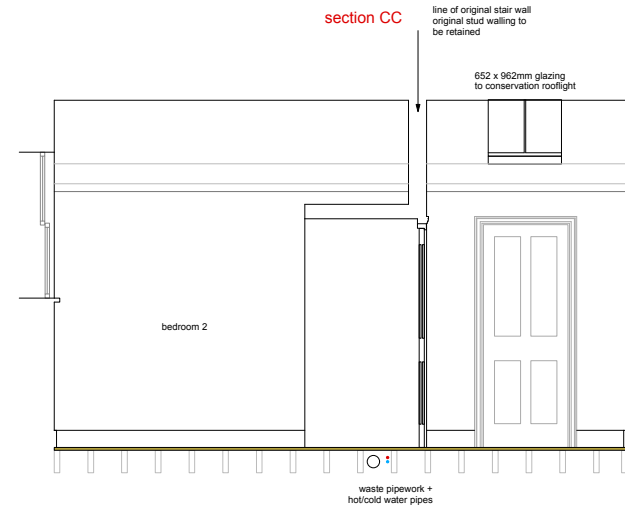 section CC
line of original stair wall
original stud walling to
be retained
652 x 962mm glazing
to conservation rooflight
bedroom 2
waste pipework +
hot/cold water pipes